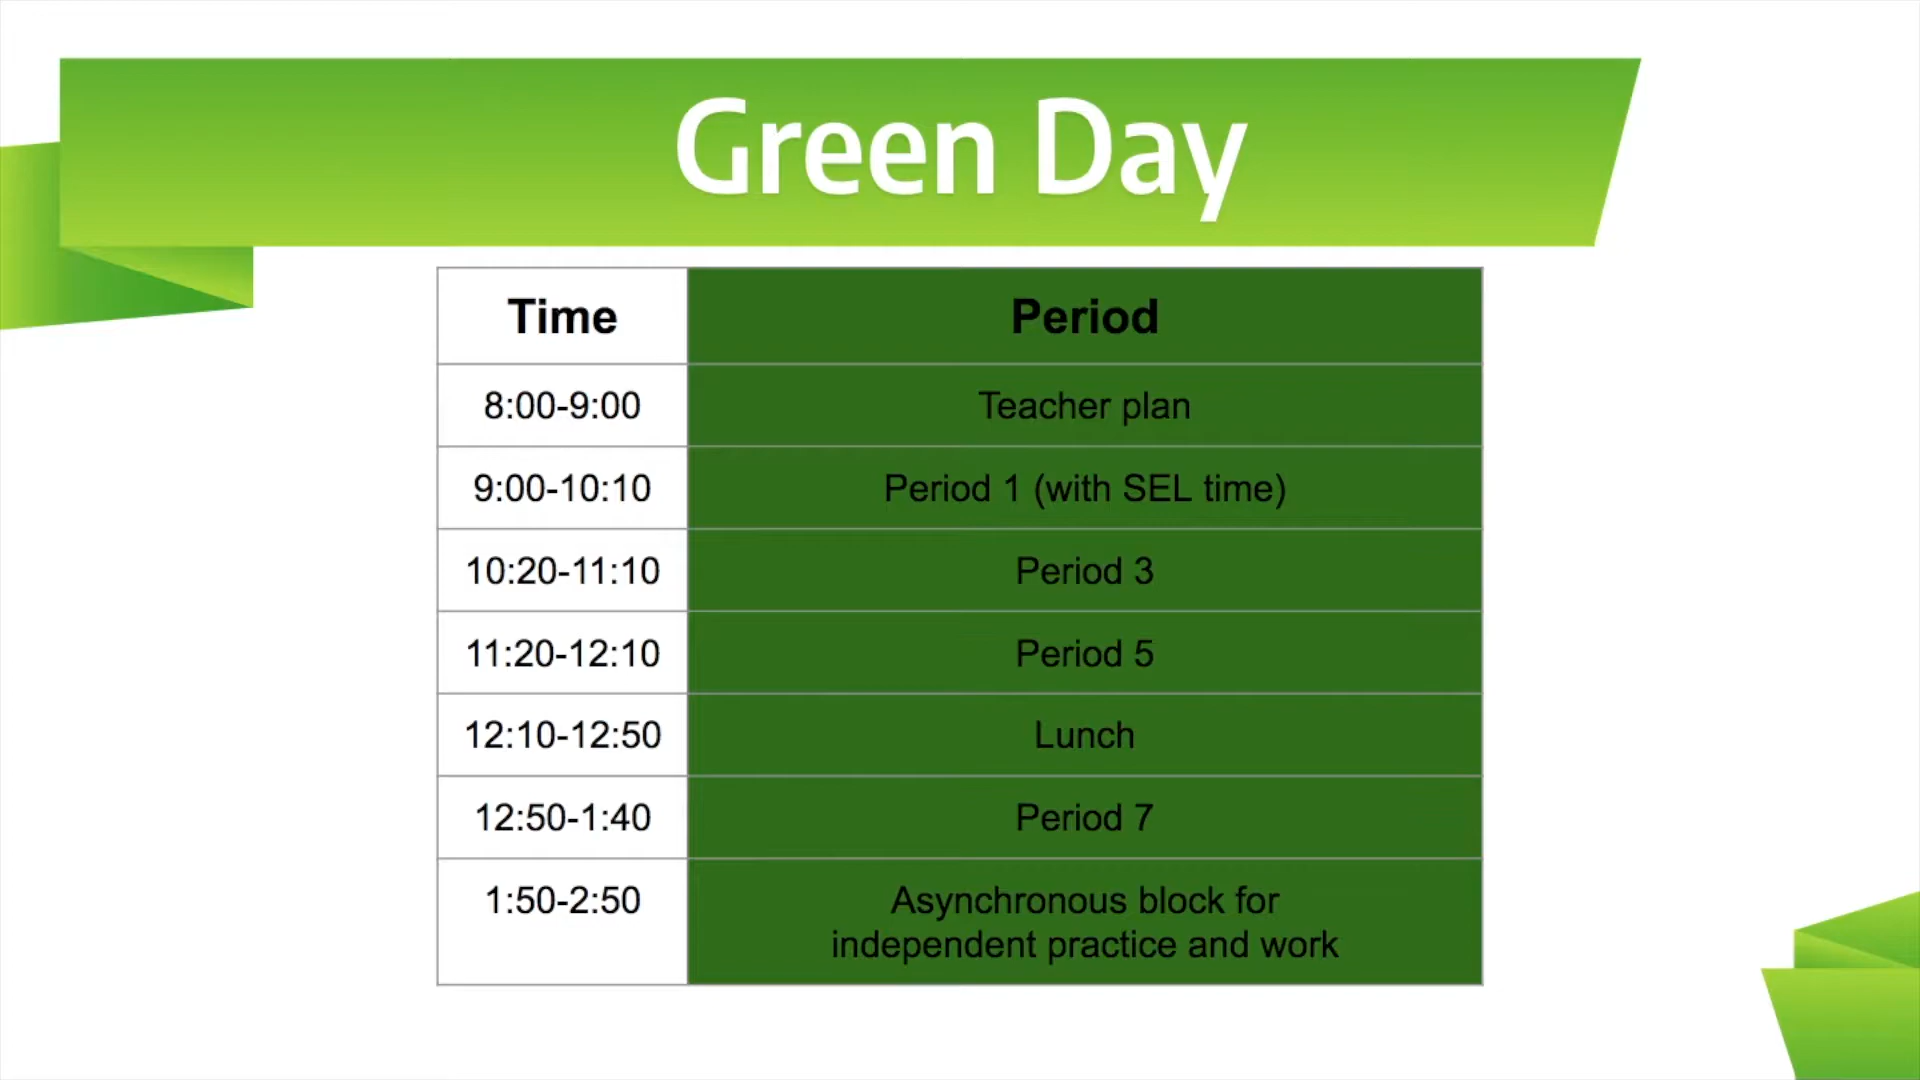 Green Day
Time Period
8:00-9:00 Teacher plan
9:00-10:10 Period 1 (with SEL time)
10:20-11:10 Period 3
11:20-12:10 Period 5
12:10-12:50 Lunch
12:50-1:40 Period 7
1:50-2:50 Asynchronous block for
independent practice and work